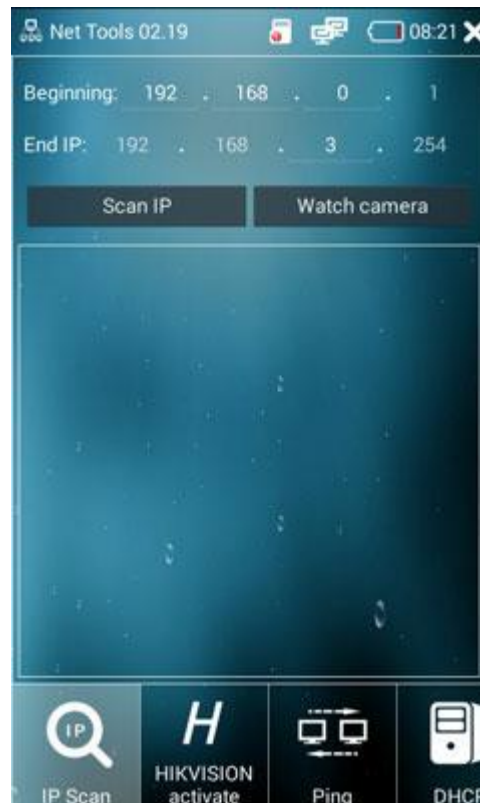 Net Tools 02.19 08:21
Beginning: 192 . 168 . 0 . 1
End IP: 192 . 168 . 3 . 254
Scan IP Watch camera
IP
H
IP Scan
HIKVISION
activate
Ping
DHCP